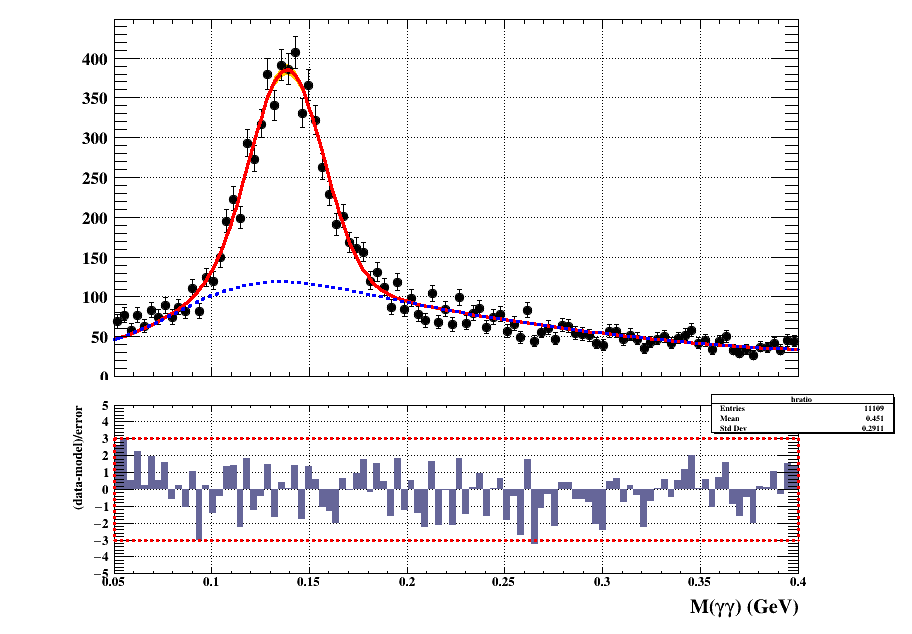 400
350
300
250
200
150
100
50
0
(data-model)/error
5
4
3
2
1
0
−1
−2
−3
−4
−5
hratio
Entries 11109
Mean 0.451
Std Dev 0.2911
0.05 0.1 0.15 0.2 0.25 0.3 0.35 0.4
M(γγ) (GeV)